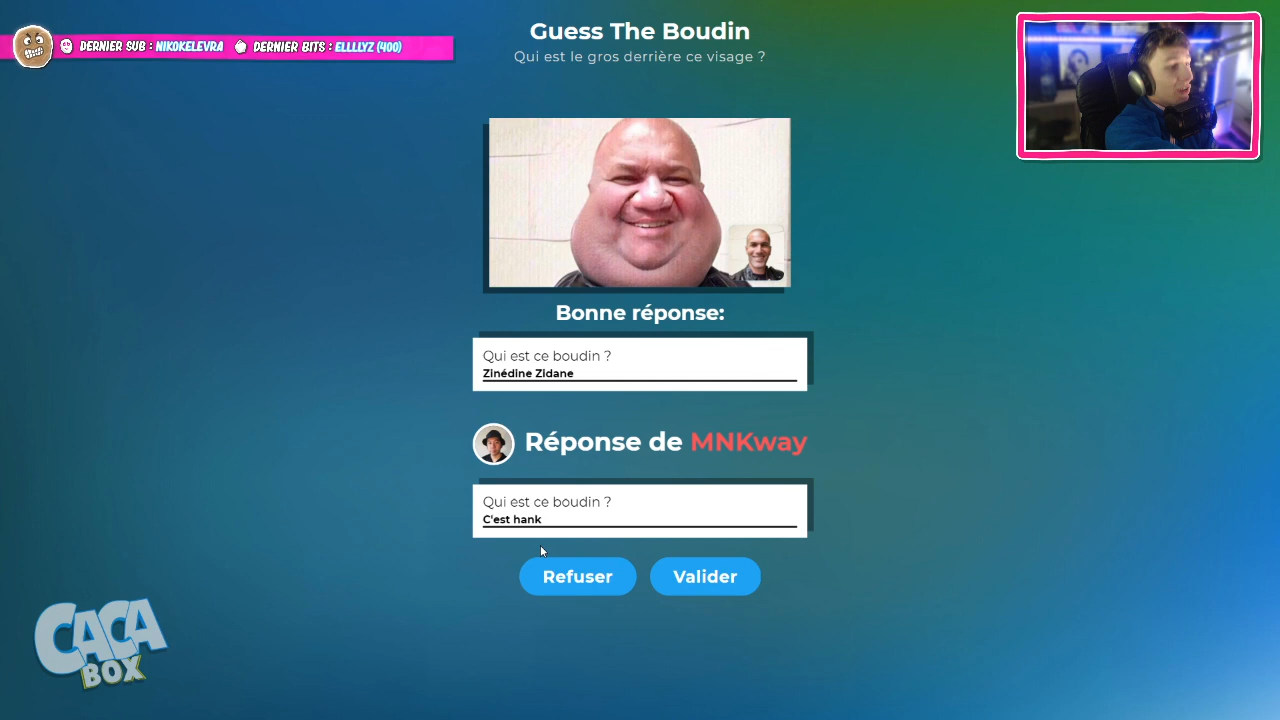 DERNIER SUB : NIKOKELEVRA
DERNIER BITS : ELLLLYZ (400)
Guess The Boudin
Qui est le gros derrière ce visage ?
Bonne réponse:
Qui est ce boudin ?
Zinédine Zidane
Réponse de MNKway
Qui est ce boudin ?
C'est hank
Refuser
Valider
CACA
BOX